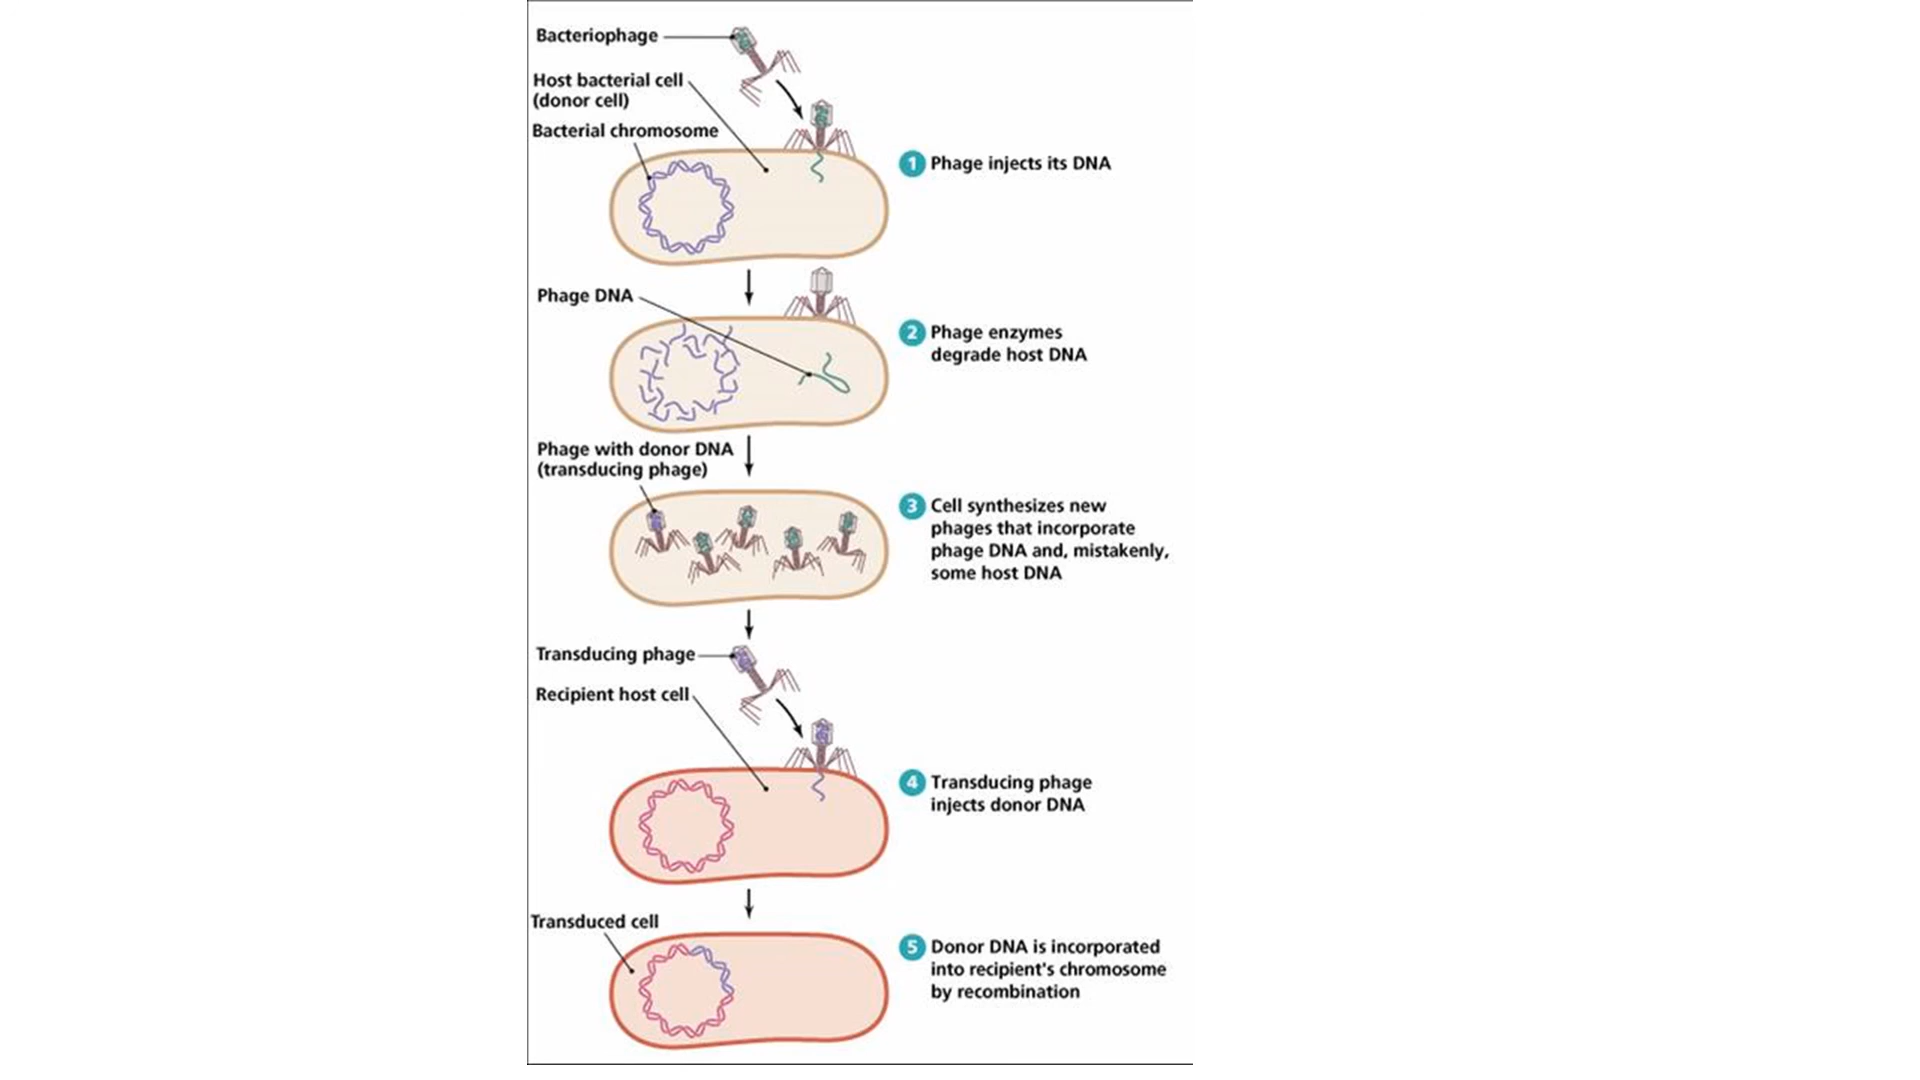 Bacteriophage
Host bacterial cell
(donor cell)
Bacterial chromosome
1 Phage injects its DNA
Phage DNA
2 Phage enzymes
degrade host DNA
Phage with donor DNA
(transducing phage)
3 Cell synthesizes new
phages that incorporate
phage DNA and, mistakenly,
some host DNA
Transducing phage
Recipient host cell
4 Transducing phage
injects donor DNA
Transduced cell
5 Donor DNA is incorporated
into recipient's chromosome
by recombination